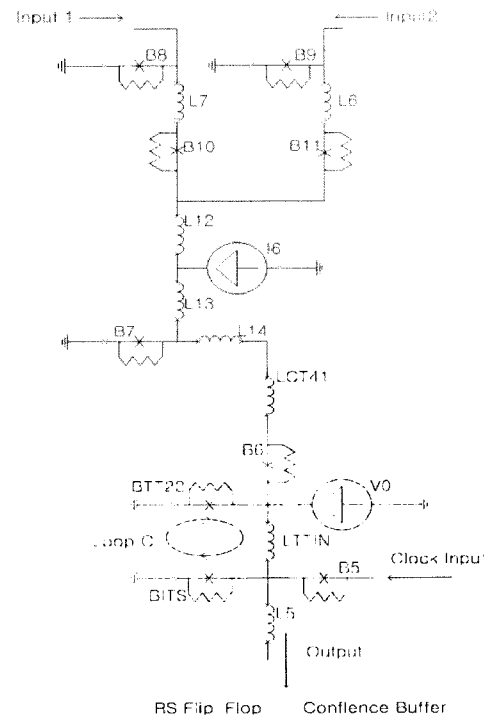 Input 1
Input2
B8
B9
L7
L6
B10
B11
L12
I6
L13
B7
L14
LCT41
B6
BTT22
V0
Loop C
LTTIN
B5
Clock Input
BITS
L5
Output
RS Flip Flop
Conflence Buffer